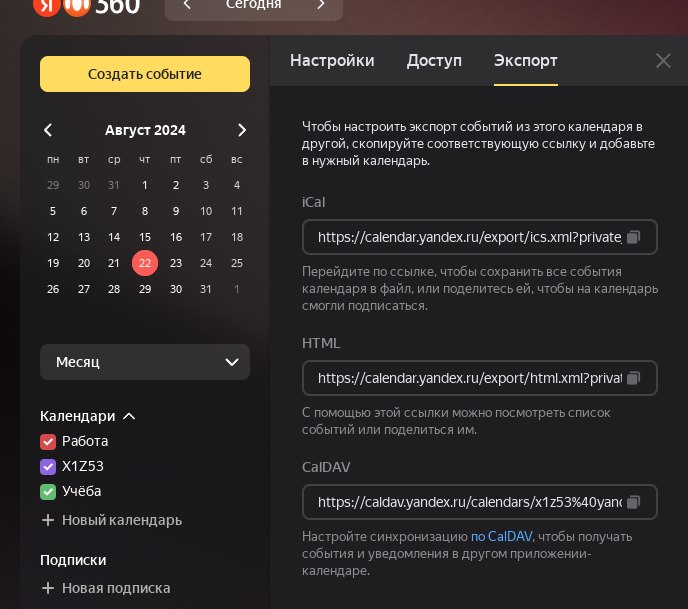 Я 360
Сегодня
Создать событие
Август 2024
пн вт ср чт пт сб вс
29 30 31 1 2 3 4
5 6 7 8 9 10 11
12 13 14 15 16 17 18
19 20 21 22 23 24 25
26 27 28 29 30 31 1
Месяц
Календари
Работа
X1Z53
Учёба
Новый календарь
Подписки
Новая подписка
Настройки Доступ Экспорт
Чтобы настроить экспорт событий из этого календаря в
другой, скопируйте соответствующую ссылку и добавьте
в нужный календарь.
iCal
https://calendar.yandex.ru/export/ics.xml?private_
Перейдите по ссылке, чтобы сохранить все события
календаря в файл, или поделитесь ей, чтобы на календарь
смогли подписаться.
HTML
https://calendar.yandex.ru/export/html.xml?privat
С помощью этой ссылки можно посмотреть список
событий или поделиться им.
CalDAV
https://caldav.yandex.ru/calendars/x1z53%40yand
Настройте синхронизацию по CalDAV, чтобы получать
события и уведомления в другом приложении-
календаре.